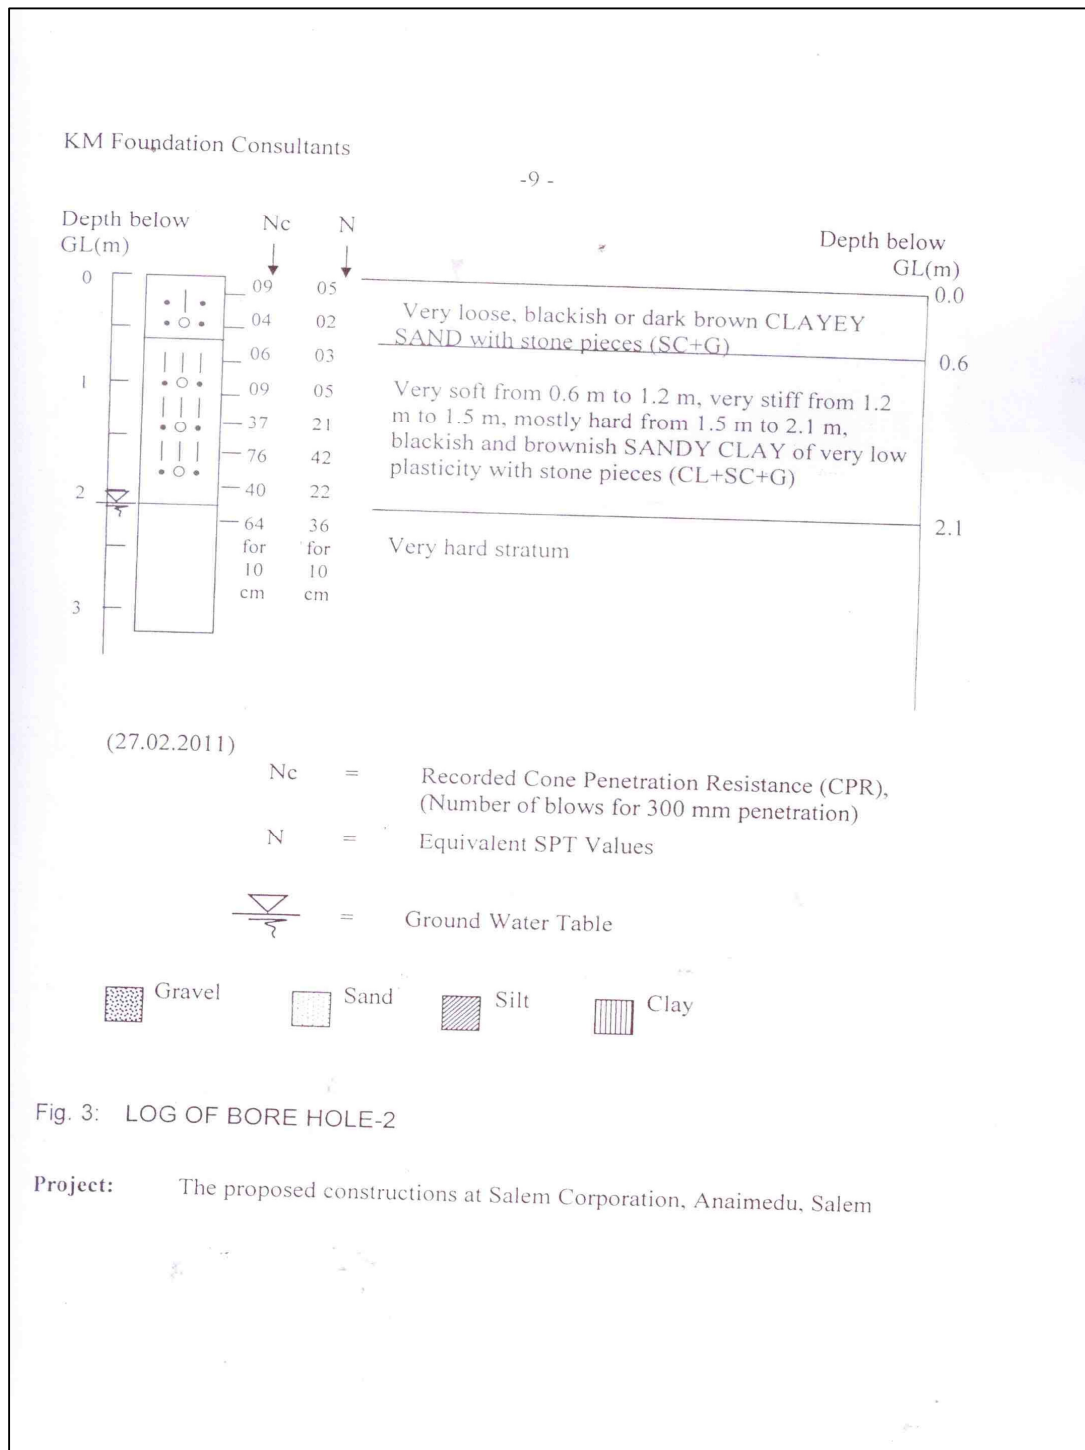 KM Foundation Consultants
-9 -
Depth below
GL(m)
Nc
N
Depth below
GL(m)
0
09 05
0.0
Very loose, blackish or dark brown CLAYEY
04 02
SAND with stone pieces (SC+G)
06 03
0.6
1
09 05
Very soft from 0.6 m to 1.2 m, very stiff from 1.2
37 21
m to 1.5 m, mostly hard from 1.5 m to 2.1 m,
76 42
blackish and brownish SANDY CLAY of very low
2
40 22
plasticity with stone pieces (CL+SC+G)
64 36
2.1
for for
Very hard stratum
10 10
cm cm
3
(27.02.2011)
Nc = Recorded Cone Penetration Resistance (CPR),
(Number of blows for 300 mm penetration)
N = Equivalent SPT Values
= Ground Water Table
Gravel Sand Silt Clay
Fig. 3: LOG OF BORE HOLE-2
Project: The proposed constructions at Salem Corporation, Anaimedu, Salem